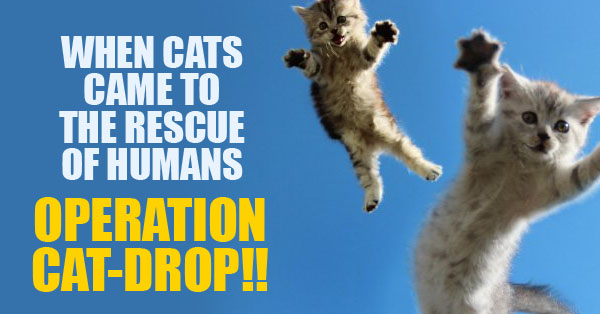 WHEN CATS
CAME TO
THE RESCUE
OF HUMANS
OPERATION
CAT-DROP!!